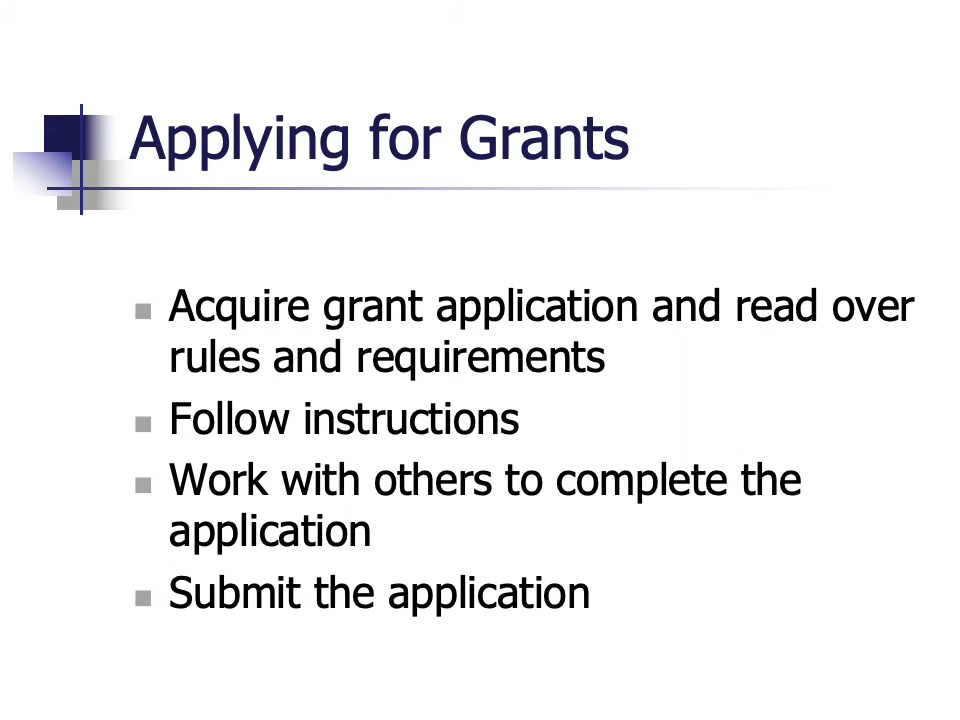 Applying for Grants
Acquire grant application and read over
rules and requirements
Follow instructions
Work with others to complete the
application
Submit the application